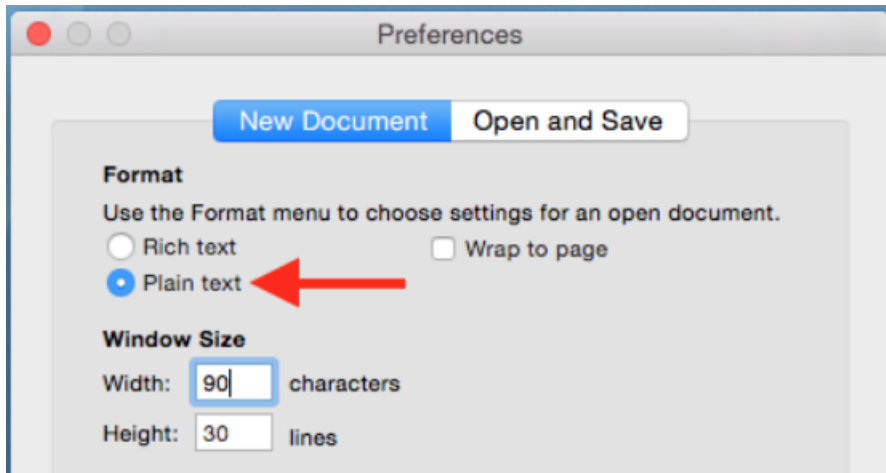 Preferences
New Document Open and Save
Format
Use the Format menu to choose settings for an open document.
Rich text Wrap to page
Plain text
Window Size
Width: 90 characters
Height: 30 lines